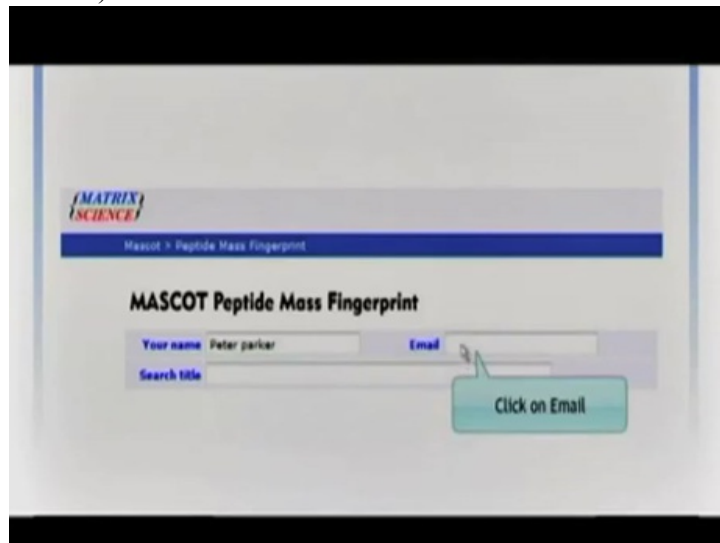 {MATRIX}
{SCIENCE}
Mascot > Peptide Mass Fingerprint
MASCOT Peptide Mass Fingerprint
Your name Peter parker Email
Search title
Click on Email